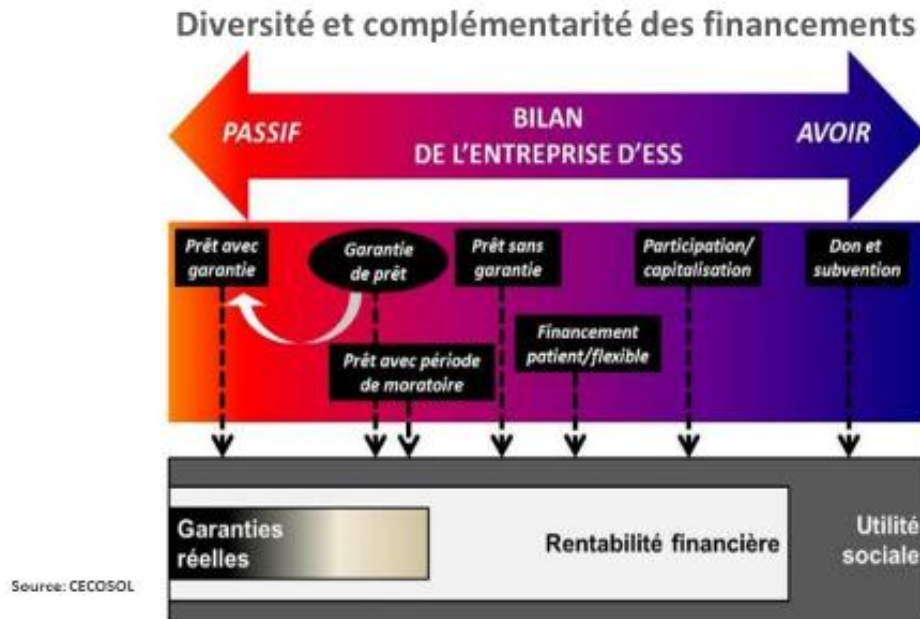 Diversité et complémentarité des financements
PASSIF
BILAN
DE L'ENTREPRISE D'ESS
AVOIR
Prêt avec
garantie
Garantie
de prêt
Prêt sans
garantie
Participation/
capitalisation
Don et
subvention
Prêt avec période
de moratoire
Financement
patient/flexible
Garanties
réelles
Rentabilité financière
Utilité
sociale
Source: CECOSOL